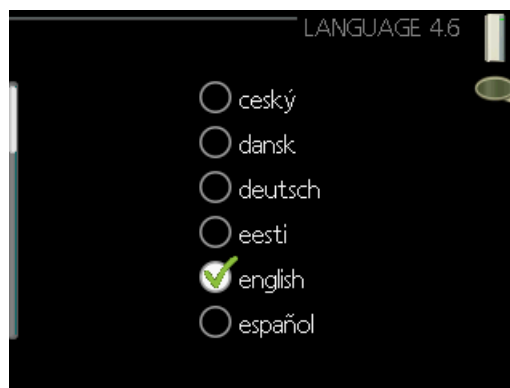 LANGUAGE 4.6
ceský
dansk
deutsch
eesti
english
español